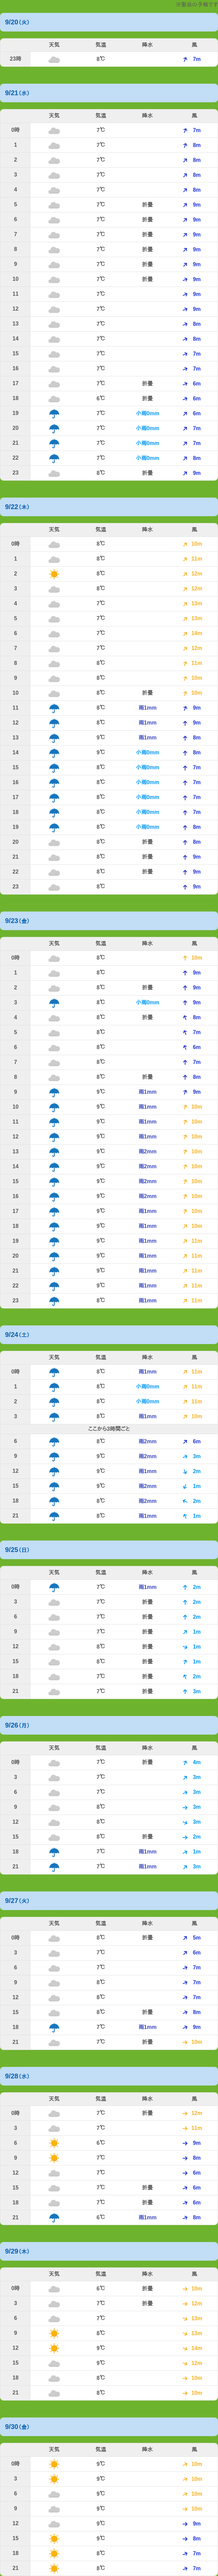 9/20(火)
天気 気温 降水 風
23時 8℃ 7m
9/21(水)
天気 気温 降水 風
0時 7℃ 7m
1 7℃ 8m
2 7℃ 8m
3 7℃ 8m
4 7℃ 8m
5 7℃ 折畳 9m
6 7℃ 折畳 9m
7 7℃ 折畳 9m
8 7℃ 折畳 9m
9 7℃ 折畳 9m
10 7℃ 折畳 9m
11 7℃ 9m
12 7℃ 9m
13 7℃ 8m
14 7℃ 8m
15 7℃ 7m
16 7℃ 7m
17 7℃ 折畳 6m
18 6℃ 折畳 6m
19 7℃ 小雨0mm 6m
20 7℃ 小雨0mm 7m
21 7℃ 小雨0mm 7m
22 7℃ 小雨0mm 8m
23 8℃ 折畳 9m
9/22(木)
天気 気温 降水 風
0時 8℃ 10m
1 8℃ 11m
2 8℃ 12m
3 8℃ 12m
4 7℃ 13m
5 7℃ 13m
6 7℃ 14m
7 7℃ 12m
8 8℃ 11m
9 8℃ 10m
10 8℃ 折畳 10m
11 8℃ 雨1mm 9m
12 8℃ 雨1mm 9m
13 9℃ 雨1mm 8m
14 9℃ 小雨0mm 8m
15 8℃ 小雨0mm 7m
16 8℃ 小雨0mm 7m
17 8℃ 小雨0mm 7m
18 8℃ 小雨0mm 7m
19 8℃ 小雨0mm 8m
20 8℃ 折畳 8m
21 8℃ 折畳 9m
22 8℃ 折畳 9m
23 8℃ 9m
9/23(金)
天気 気温 降水 風
0時 8℃ 10m
1 8℃ 9m
2 8℃ 折畳 9m
3 8℃ 小雨0mm 9m
4 8℃ 折畳 8m
5 8℃ 7m
6 8℃ 6m
7 8℃ 7m
8 8℃ 折畳 8m
9 8℃ 雨1mm 9m
10 9℃ 雨1mm 10m
11 9℃ 雨1mm 10m
12 9℃ 雨1mm 10m
13 9℃ 雨2mm 10m
14 9℃ 雨2mm 10m
15 9℃ 雨2mm 10m
16 9℃ 雨2mm 10m
17 9℃ 雨1mm 10m
18 9℃ 雨1mm 10m
19 9℃ 雨1mm 11m
20 9℃ 雨1mm 11m
21 9℃ 雨1mm 11m
22 9℃ 雨1mm 11m
23 8℃ 雨1mm 11m
9/24(土)
天気 気温 降水 風
0時 8℃ 雨1mm 11m
1 8℃ 小雨0mm 11m
2 8℃ 小雨0mm 11m
3 8℃ 雨1mm 10m
ここから3時間ごと
6 8℃ 雨2mm 6m
9 9℃ 雨2mm 3m
12 9℃ 雨1mm 2m
15 9℃ 雨2mm 1m
18 8℃ 雨2mm 2m
21 8℃ 雨1mm 1m
9/25(日)
天気 気温 降水 風
0時 7℃ 雨1mm 2m
3 7℃ 折畳 2m
6 7℃ 折畳 2m
9 7℃ 折畳 1m
12 8℃ 折畳 1m
15 8℃ 折畳 1m
18 7℃ 折畳 2m
21 7℃ 折畳 3m
9/26(月)
天気 気温 降水 風
0時 7℃ 折畳 4m
3 7℃ 3m
6 7℃ 3m
9 8℃ 3m
12 8℃ 3m
15 8℃ 折畳 2m
18 7℃ 雨1mm 1m
21 7℃ 雨1mm 3m
9/27(火)
天気 気温 降水 風
0時 7℃ 折畳 5m
3 7℃ 6m
6 7℃ 7m
9 8℃ 7m
12 8℃ 7m
15 8℃ 折畳 8m
18 7℃ 雨1mm 9m
21 7℃ 折畳 10m
9/28(水)
天気 気温 降水 風
0時 7℃ 折畳 12m
3 7℃ 11m
6 6℃ 9m
9 7℃ 8m
12 7℃ 6m
15 7℃ 折畳 6m
18 7℃ 折畳 6m
21 6℃ 雨1mm 8m
9/29(木)
天気 気温 降水 風
0時 6℃ 折畳 10m
3 7℃ 折畳 12m
6 7℃ 13m
9 8℃ 13m
12 9℃ 14m
15 9℃ 12m
18 8℃ 10m
21 8℃ 10m
9/30(金)
天気 気温 降水 風
0時 9℃ 10m
3 9℃ 10m
6 9℃ 10m
9 9℃ 10m
12 9℃ 9m
15 9℃ 8m
18 8℃ 7m
21 8℃ 7m